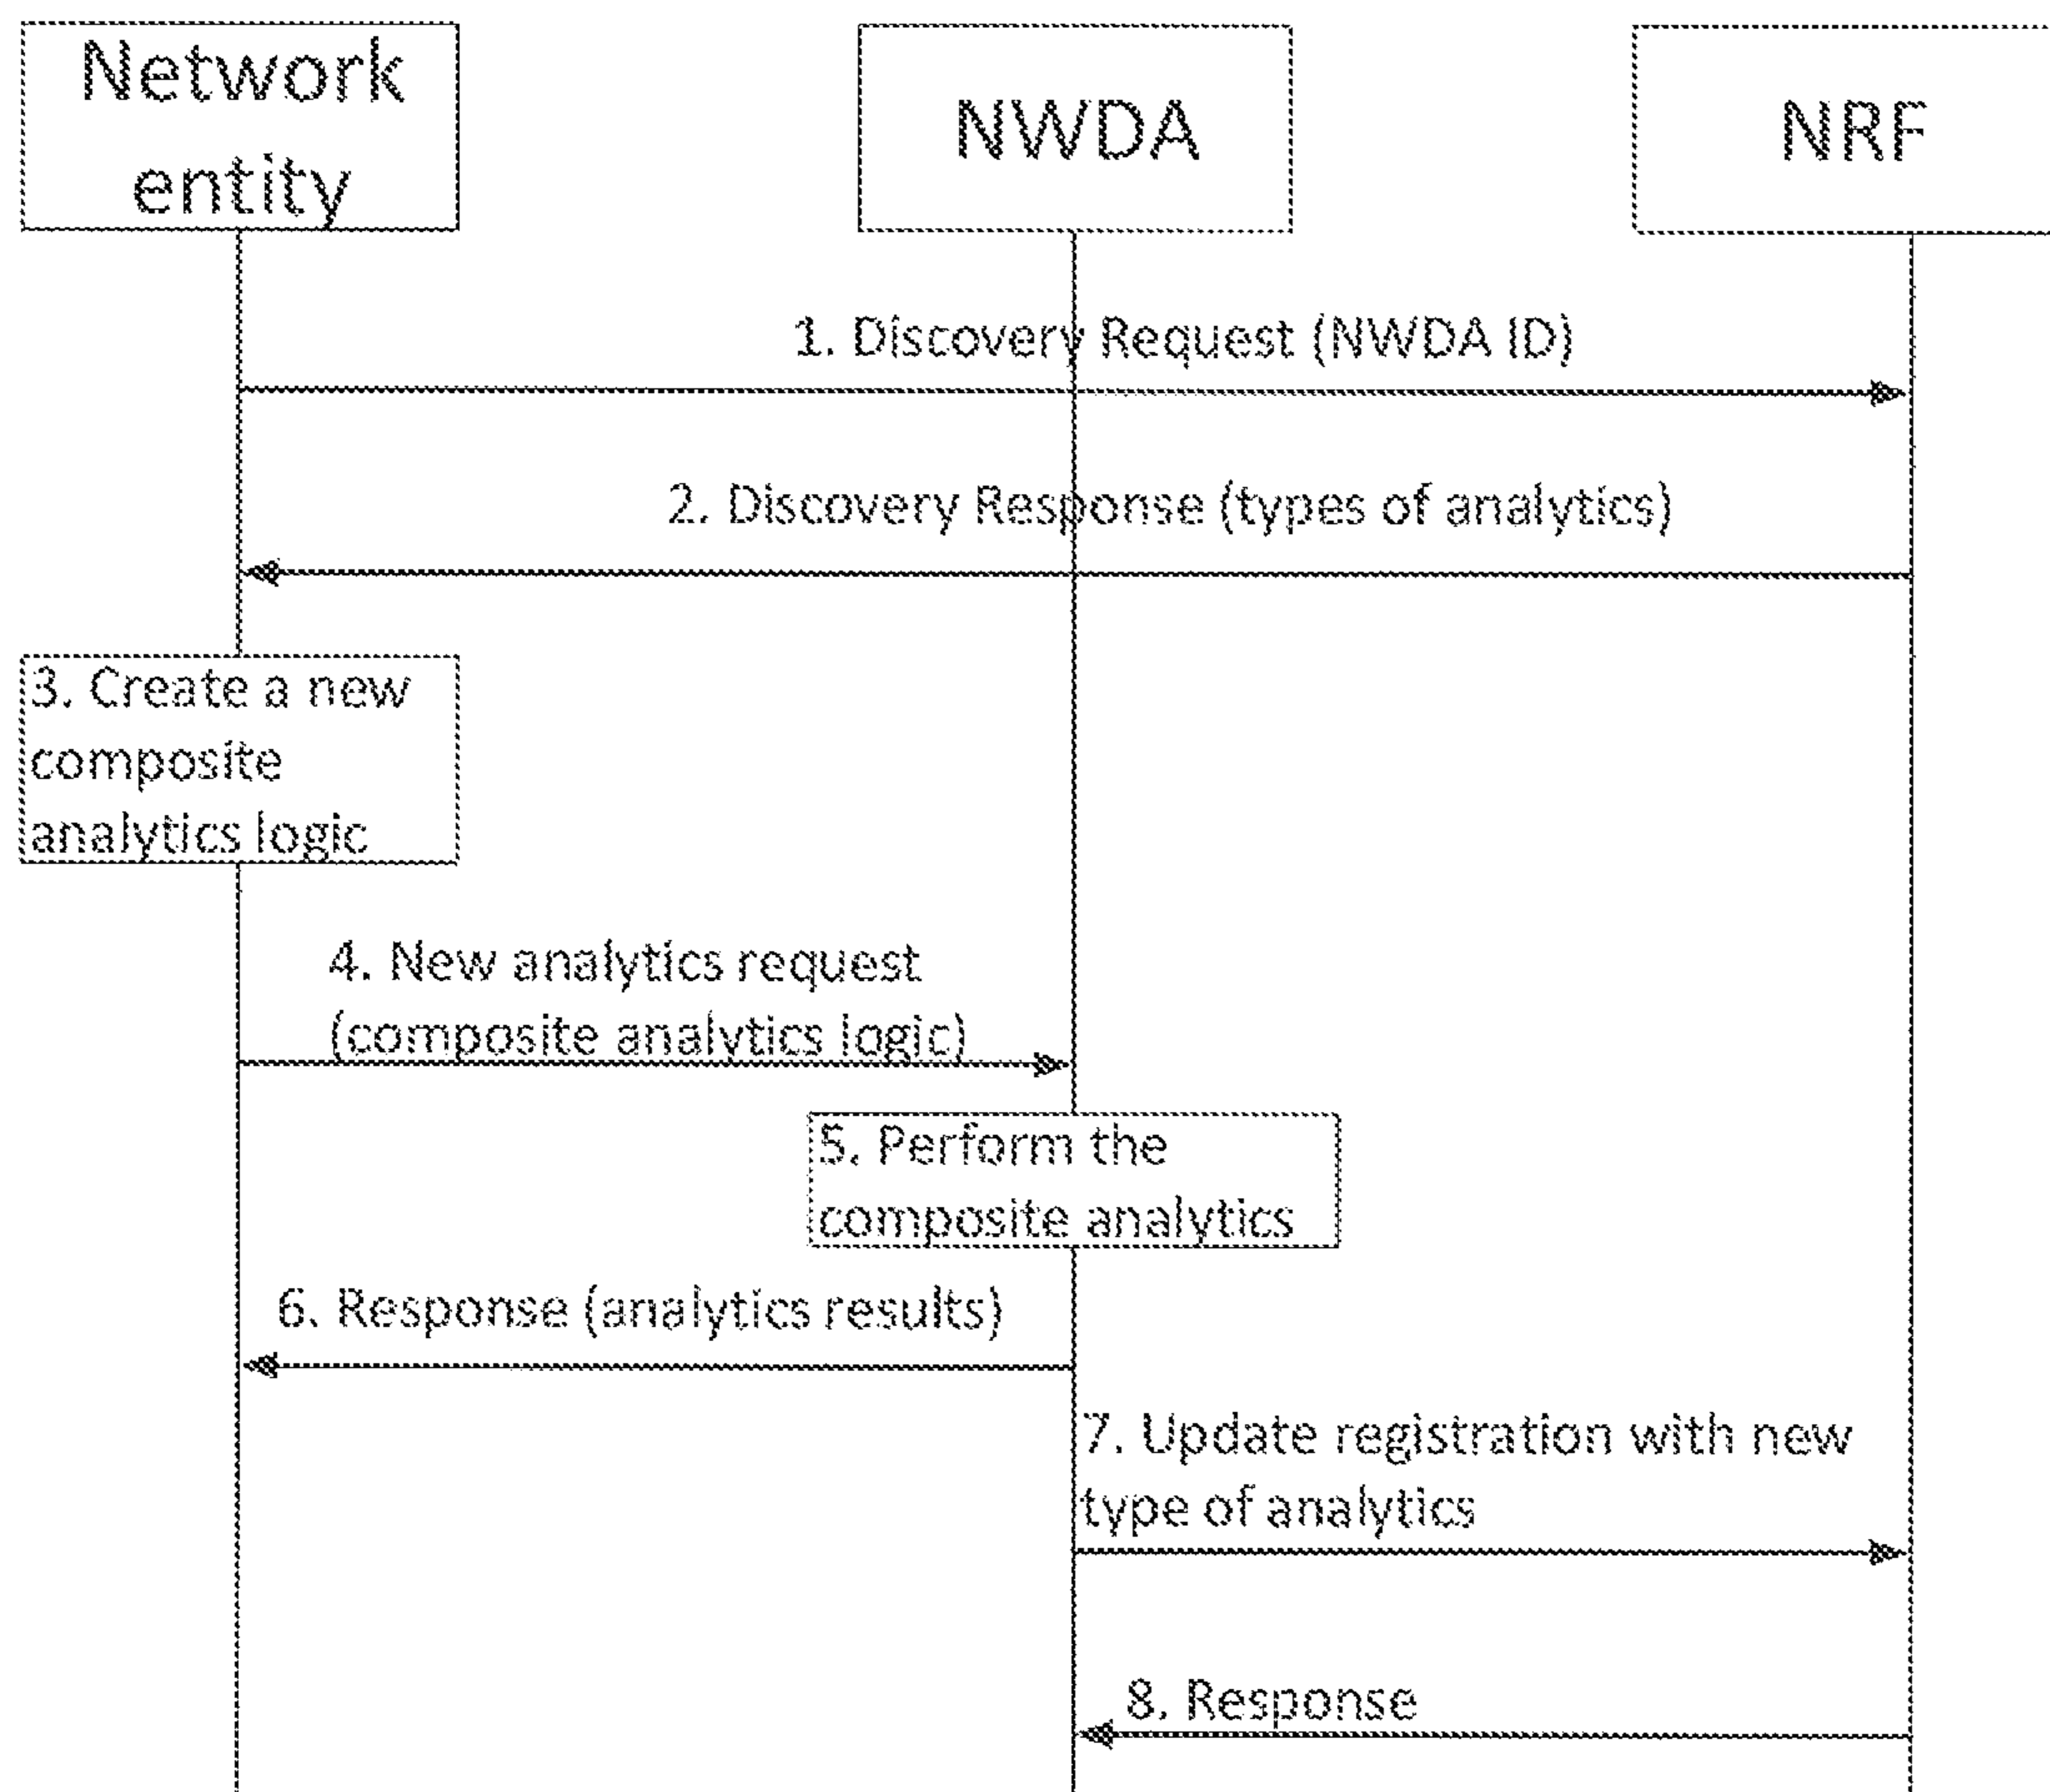 Network
entity
NWDA
NRF
1. Discovery Request (NWDA ID)
2. Discovery Response (types of analytics)
3. Create a new
composite
analytics logic
4. New analytics request
(composite analytics logic)
5. Perform the
composite analytics
6. Response (analytics results)
7. Update registration with new
type of analytics
8. Response